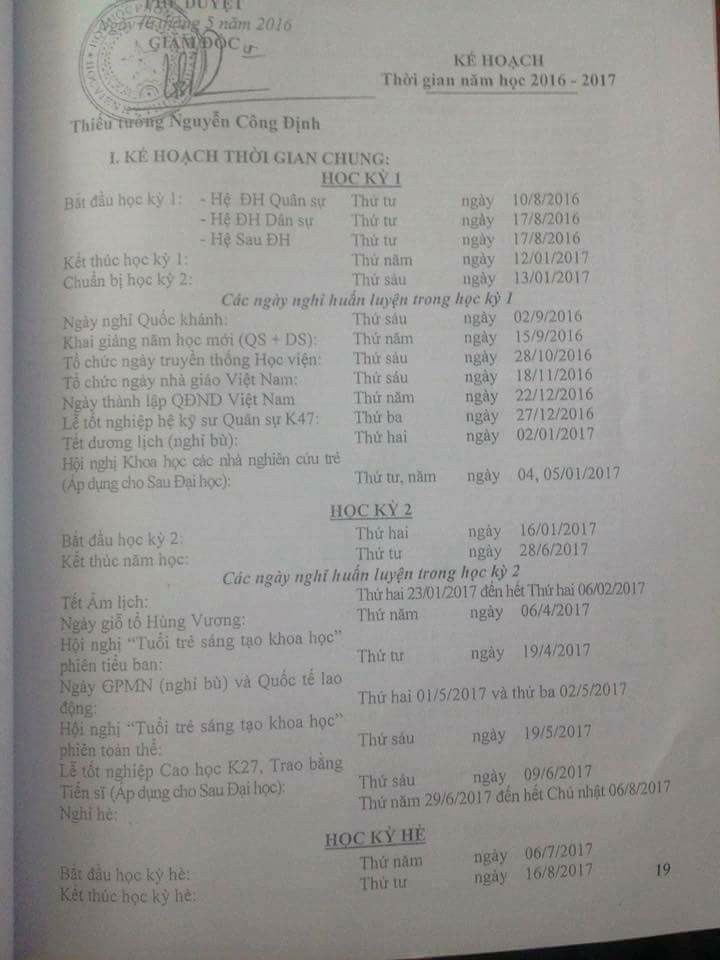 DUYỆT
Ngày 10 tháng 5 năm 2016
GIÁM ĐỐC
Thiếu tướng Nguyễn Công Định
KẾ HOẠCH
Thời gian năm học 2016 - 2017
I. KẾ HOẠCH THỜI GIAN CHUNG:
HỌC KỲ 1
Bắt đầu học kỳ 1: - Hệ ĐH Quân sự Thứ tư ngày 10/8/2016
- Hệ ĐH Dân sự Thứ tư ngày 17/8/2016
- Hệ Sau ĐH Thứ tư ngày 17/8/2016
Kết thúc học kỳ 1: Thứ năm ngày 12/01/2017
Chuẩn bị học kỳ 2: Thứ sáu ngày 13/01/2017
Các ngày nghỉ huấn luyện trong học kỳ 1
Ngày nghỉ Quốc khánh: Thứ sáu ngày 02/9/2016
Khai giảng năm học mới (QS + DS): Thứ năm ngày 15/9/2016
Tổ chức ngày truyền thống Học viện: Thứ sáu ngày 28/10/2016
Tổ chức ngày nhà giáo Việt Nam: Thứ sáu ngày 18/11/2016
Ngày thành lập QĐND Việt Nam Thứ năm ngày 22/12/2016
Lễ tốt nghiệp hệ kỹ sư Quân sự K47: Thứ ba ngày 27/12/2016
Tết dương lịch (nghỉ bù): Thứ hai ngày 02/01/2017
Hội nghị Khoa học các nhà nghiên cứu trẻ
(Áp dụng cho Sau Đại học): Thứ tư, năm ngày 04, 05/01/2017
HỌC KỲ 2
Bắt đầu học kỳ 2: Thứ hai ngày 16/01/2017
Kết thúc năm học: Thứ tư ngày 28/6/2017
Các ngày nghỉ huấn luyện trong học kỳ 2
Tết Âm lịch: Thứ hai 23/01/2017 đến hết Thứ hai 06/02/2017
Ngày giỗ tổ Hùng Vương: Thứ năm ngày 06/4/2017
Hội nghị “Tuổi trẻ sáng tạo khoa học”
phiên tiểu ban: Thứ tư ngày 19/4/2017
Ngày GPMN (nghỉ bù) và Quốc tế lao
động: Thứ hai 01/5/2017 và thứ ba 02/5/2017
Hội nghị “Tuổi trẻ sáng tạo khoa học”
phiên toàn thể: Thứ sáu ngày 19/5/2017
Lễ tốt nghiệp Cao học K27, Trao bằng
Tiến sĩ (Áp dụng cho Sau Đại học): Thứ sáu ngày 09/6/2017
Nghỉ hè: Thứ năm 29/6/2017 đến hết Chủ nhật 06/8/2017
HỌC KỲ HÈ
Bắt đầu học kỳ hè: Thứ năm ngày 06/7/2017
Kết thúc học kỳ hè: Thứ tư ngày 16/8/2017
19